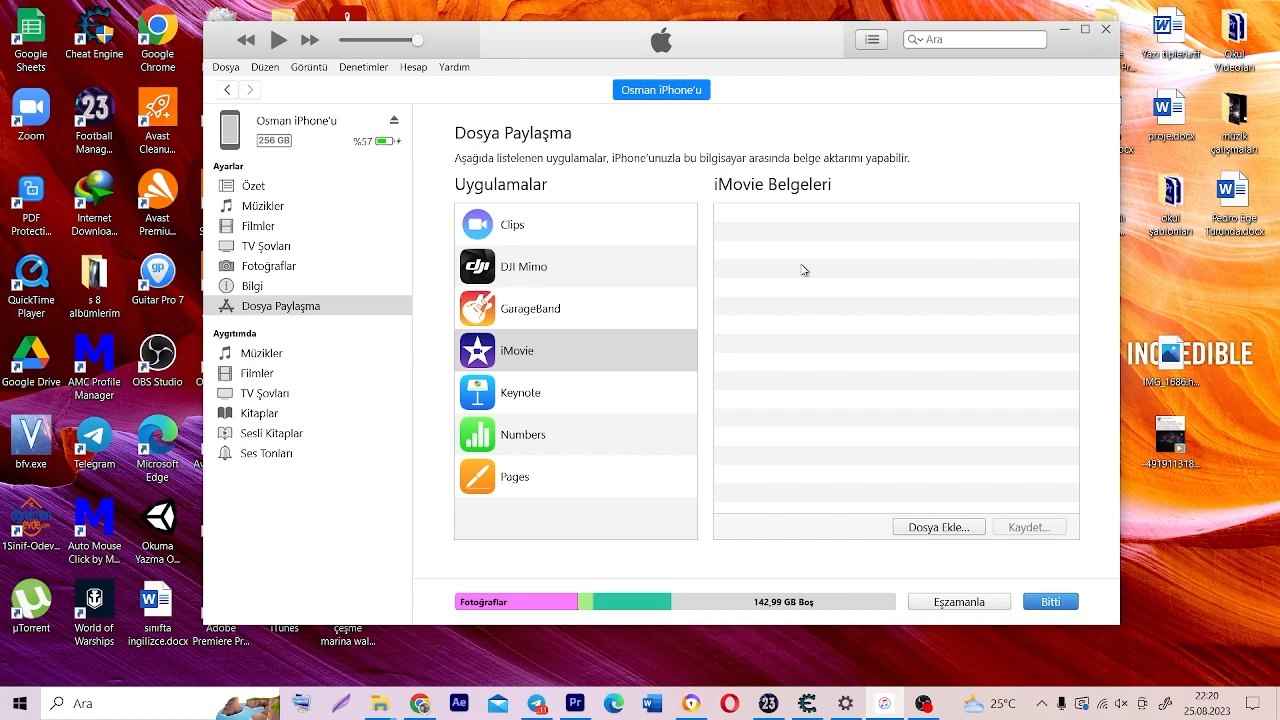 Google
Sheets
Cheat Engine
Google
Chrome
Zoom
Football
Manag...
Avast
Cleanu...
PDF
Protecti...
Internet
Downloa...
Avast
Premiu...
QuickTime
Player
s 8
albümlerim
Guitar Pro 7
Google Drive
AMC Profile
Manager
OBS Studio
bfv.exe
Telegram
Microsoft
Edge
1Sinif-Odev...
Auto Mouse
Click by M...
Okuma
Yazma O...
µTorrent
World of
Warships
sınıfta
ingilizce.docx
Adobe
Premiere Pr...
iTunes
çeşme
marina wal...
Ara
Dosya
Düzen
Görüntü
Denetimler
Hesap
Yardım
Osman iPhone'u
Osman iPhone'u
256 GB
%57
Ayarlar
Özet
Müzikler
Filmler
TV Şovları
Fotoğraflar
Bilgi
Dosya Paylaşma
Aygıtımda
Müzikler
Filmler
TV Şovları
Kitaplar
Sesli Kitaplar
Ses Tonları
Dosya Paylaşma
Aşağıda listelenen uygulamalar, iPhone'unuzla bu bilgisayar arasında belge aktarımı yapabilir.
Uygulamalar
iMovie Belgeleri
Clips
DJI Mimo
GarageBand
iMovie
Keynote
Numbers
Pages
Dosya Ekle...
Kaydet...
Fotoğraflar
142,99 GB Boş
Eşzamanla
Bitti
Yazı tipleri.rtf
Okul
Videoları
proje.docx
müzik
çalışmaları
okul
şablonları
Pedro Ege
Turunda.docx
IMG_1686.h...
-491911318...
Ara
25°C
22:20
25.08.2023